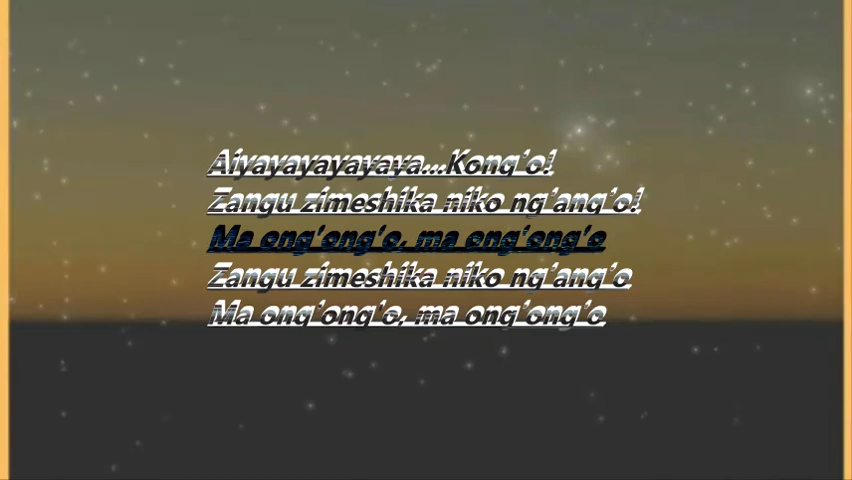 Aiyayayayayaya...Kong'o!
Zangu zimeshika niko ng'ang'o!
Ma ong'ong'o, ma ong'ong'o
Zangu zimeshika niko ng'ang'o
Ma ong'ong'o, ma ong'ong'o